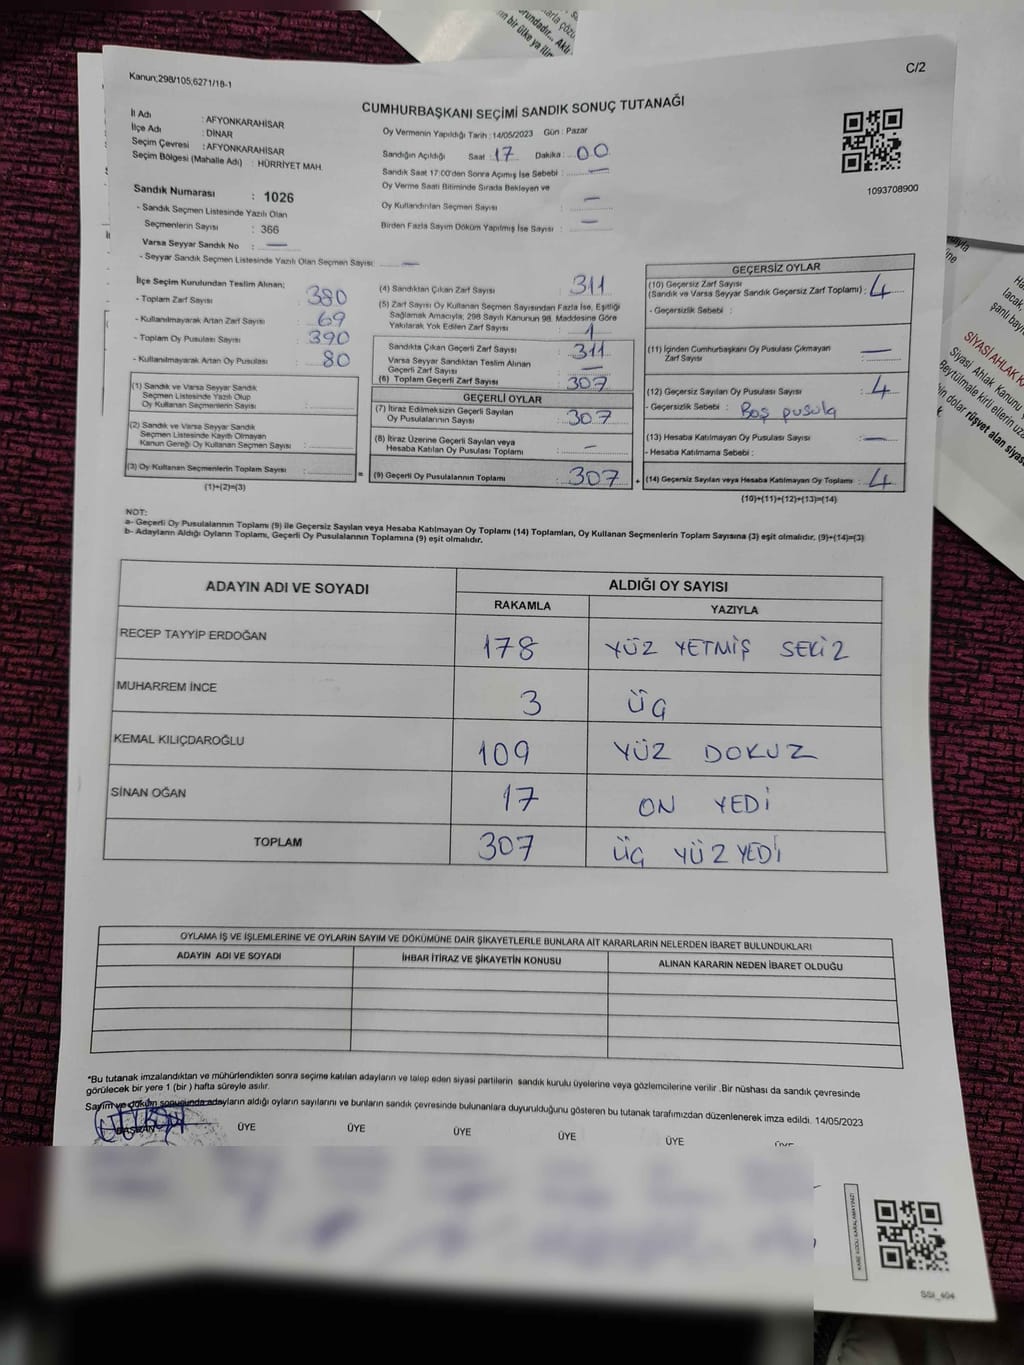 Kanun;298/105,6271/18-1
C/2
CUMHURBAŞKANI SEÇİMİ SANDIK SONUÇ TUTANAĞI
İl Adı : AFYONKARAHİSAR
İlçe Adı : DİNAR
Seçim Çevresi : AFYONKARAHİSAR
Seçim Bölgesi (Mahalle Adı) : HÜRRİYET MAH.
Oy Vermenin Yapıldığı Tarih : 14/05/2023 Gün : Pazar
Sandığın Açıldığı Saat : 17 Dakika : 00
Sandık Saat 17:00'den Sonra Açımış İse Sebebi : —
Oy Verme Saati Bitiminde Sırada Bekleyen ve
Oy Kullandırılan Seçmen Sayısı : —
Birden Fazla Sayım Döküm Yapılmış İse Sayısı : —
1093708900
Sandık Numarası : 1026
- Sandık Seçmen Listesinde Yazılı Olan
Seçmenlerin Sayısı : 366
Varsa Seyyar Sandık No : —
- Seyyar Sandık Seçmen Listesinde Yazılı Olan Seçmen Sayısı: —
İlçe Seçim Kurulundan Teslim Alınan;
- Toplam Zarf Sayısı : 380
- Kullanılmayarak Artan Zarf Sayısı : 69
- Toplam Oy Pusulası Sayısı : 390
- Kullanılmayarak Artan Oy Pusulası : 80
(1) Sandık ve Varsa Seyyar Sandık
Seçmen Listesinde Yazılı Olup
Oy Kullanan Seçmenlerin Sayısı :
(2) Sandık ve Varsa Seyyar Sandık
Seçmen Listesinde Kayıtlı Olmayan
Kanun Gereği Oy Kullanan Seçmen Sayısı :
(3) Oy Kullanan Seçmenlerin Toplam Sayısı : =
(1)+(2)=(3)
(4) Sandıktan Çıkan Zarf Sayısı : 311
(5) Zarf Sayısı Oy Kullanan Seçmen Sayısından Fazla İse, Eşitliği
Sağlamak Amacıyla, 298 Sayılı Kanunun 98. Maddesine Göre
Yakılarak Yok Edilen Zarf Sayısı : 1
Sandıkta Çıkan Geçerli Zarf Sayısı : 311
Varsa Seyyar Sandıktan Teslim Alınan
Geçerli Zarf Sayısı : —
(6) Toplam Geçerli Zarf Sayısı : 307
GEÇERLİ OYLAR
(7) İtiraz Edilmeksizin Geçerli Sayılan
Oy Pusulalarının Sayısı : 307
(8) İtiraz Üzerine Geçerli Sayılan veya
Hesaba Katılan Oy Pusulası Toplamı : —
(9) Geçerli Oy Pusulalarının Toplamı : 307 +
GEÇERSİZ OYLAR
(10) Geçersiz Zarf Sayısı
(Sandık ve Varsa Seyyar Sandık Geçersiz Zarf Toplamı) : 4
- Geçersizlik Sebebi :
(11) İçinden Cumhurbaşkanı Oy Pusulası Çıkmayan
Zarf Sayısı : —
(12) Geçersiz Sayılan Oy Pusulası Sayısı : 4
- Geçersizlik Sebebi : Boş pusula
(13) Hesaba Katılmayan Oy Pusulası Sayısı : —
- Hesaba Katılmama Sebebi :
(14) Geçersiz Sayılan veya Hesaba Katılmayan Oy Toplamı : 4
(10)+(11)+(12)+(13)=(14)
NOT:
a- Geçerli Oy Pusulalarının Toplamı (9) ile Geçersiz Sayılan veya Hesaba Katılmayan Oy Toplamı (14) Toplamları, Oy Kullanan Seçmenlerin Toplam Sayısına (3) eşit olmalıdır. (9)+(14)=(3)
b- Adayların Aldığı Oyların Toplamı, Geçerli Oy Pusulalarının Toplamına (9) eşit olmalıdır.
ADAYIN ADI VE SOYADI ALDIĞI OY SAYISI
RAKAMLA YAZIYLA
RECEP TAYYİP ERDOĞAN 178 YÜZ YETMİŞ SEKİZ
MUHARREM İNCE 3 ÜÇ
KEMAL KILIÇDAROĞLU 109 YÜZ DOKUZ
SİNAN OĞAN 17 ON YEDİ
TOPLAM 307 ÜÇ YÜZ YEDİ
OYLAMA İŞ VE İŞLEMLERİNE VE OYLARIN SAYIM VE DÖKÜMÜNE DAİR ŞİKAYETLERLE BUNLARA AİT KARARLARIN NELERDEN İBARET BULUNDUKLARI
ADAYIN ADI VE SOYADI İHBAR İTİRAZ VE ŞİKAYETİN KONUSU ALINAN KARARIN NEDEN İBARET OLDUĞU
*Bu tutanak imzalandıktan ve mühürlendikten sonra seçime katılan adayların ve talep eden siyasi partilerin sandık kurulu üyelerine veya gözlemcilerine verilir .Bir nüshası da sandık çevresinde
görülecek bir yere 1 (bir ) hafta süreyle asılır.
Sayım ve döküm sonucunda adayların aldığı oyların sayılarını ve bunların sandık çevresinde bulunanlara duyurulduğunu gösteren bu tutanak tarafımızdan düzenlenerek imza edildi. 14/05/2023
BAŞKAN ÜYE ÜYE ÜYE ÜYE ÜYE ÜYE
SSI_404
SİYASİ AHLAK
Siyasi Ahlak Kanunu
Beytülmale kirli ellerin
dolar rüşvet alan